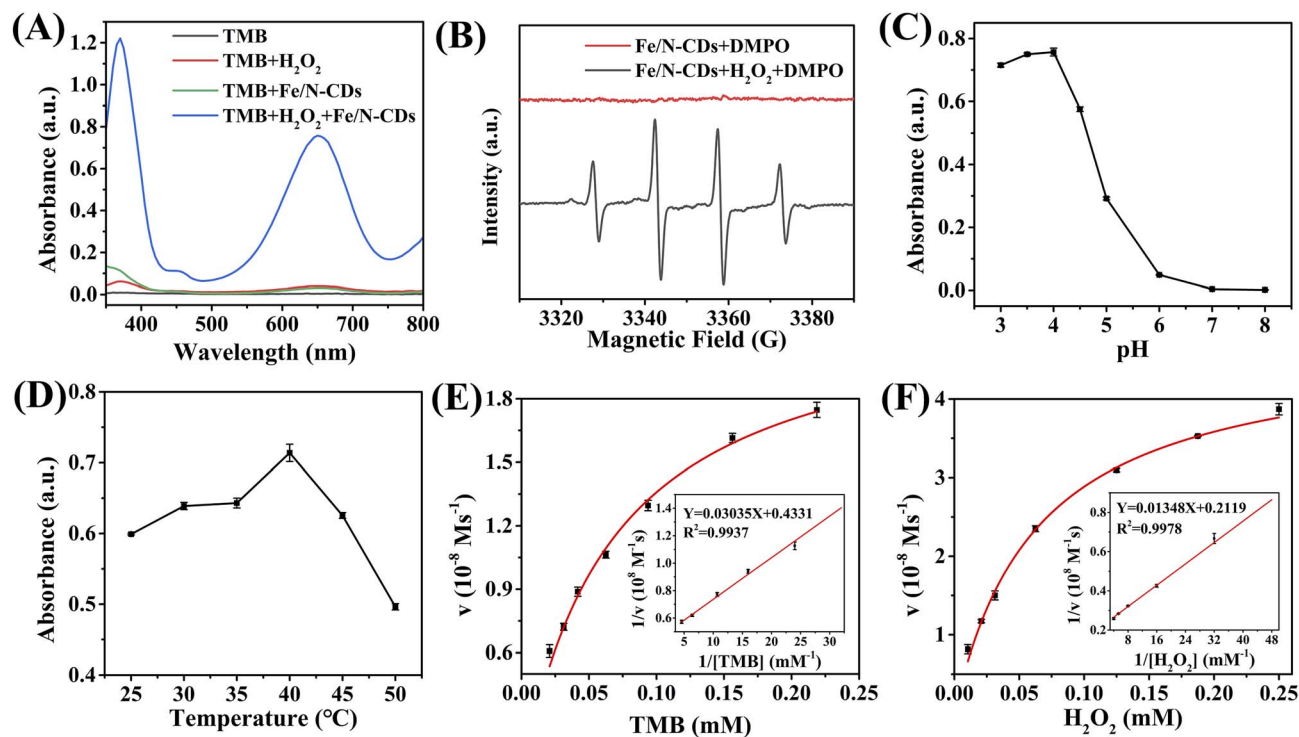 (A)
TMB
TMB+H₂O₂
TMB+Fe/N-CDs
TMB+H₂O₂+Fe/N-CDs
Absorbance (a.u.)
1.2
1.0
0.8
0.6
0.4
0.2
0.0
400 500 600 700 800
Wavelength (nm)
(B)
Fe/N-CDs+DMPO
Fe/N-CDs+H₂O₂+DMPO
Intensity (a.u.)
3320 3340 3360 3380
Magnetic Field (G)
(C)
Absorbance (a.u.)
0.8
0.6
0.4
0.2
0.0
3 4 5 6 7 8
pH
(D)
Absorbance (a.u.)
0.8
0.7
0.6
0.5
0.4
25 30 35 40 45 50
Temperature (°C)
(E)
v (10⁻⁸ Ms⁻¹)
1.8
1.5
1.2
0.9
0.6
0.00 0.05 0.10 0.15 0.20 0.25
TMB (mM)
Y=0.03035X+0.4331
R²=0.9937
1/v (10⁸ M⁻¹s)
1.4
1.2
1.0
0.8
0.6
5 10 15 20 25 30
1/[TMB] (mM⁻¹)
(F)
v (10⁻⁸ Ms⁻¹)
4
3
2
1
0.00 0.05 0.10 0.15 0.20 0.25
H₂O₂ (mM)
Y=0.01348X+0.2119
R²=0.9978
1/v (10⁸ M⁻¹s)
1.0
0.8
0.6
0.4
0.2
8 16 24 32 40 48
1/[H₂O₂] (mM⁻¹)